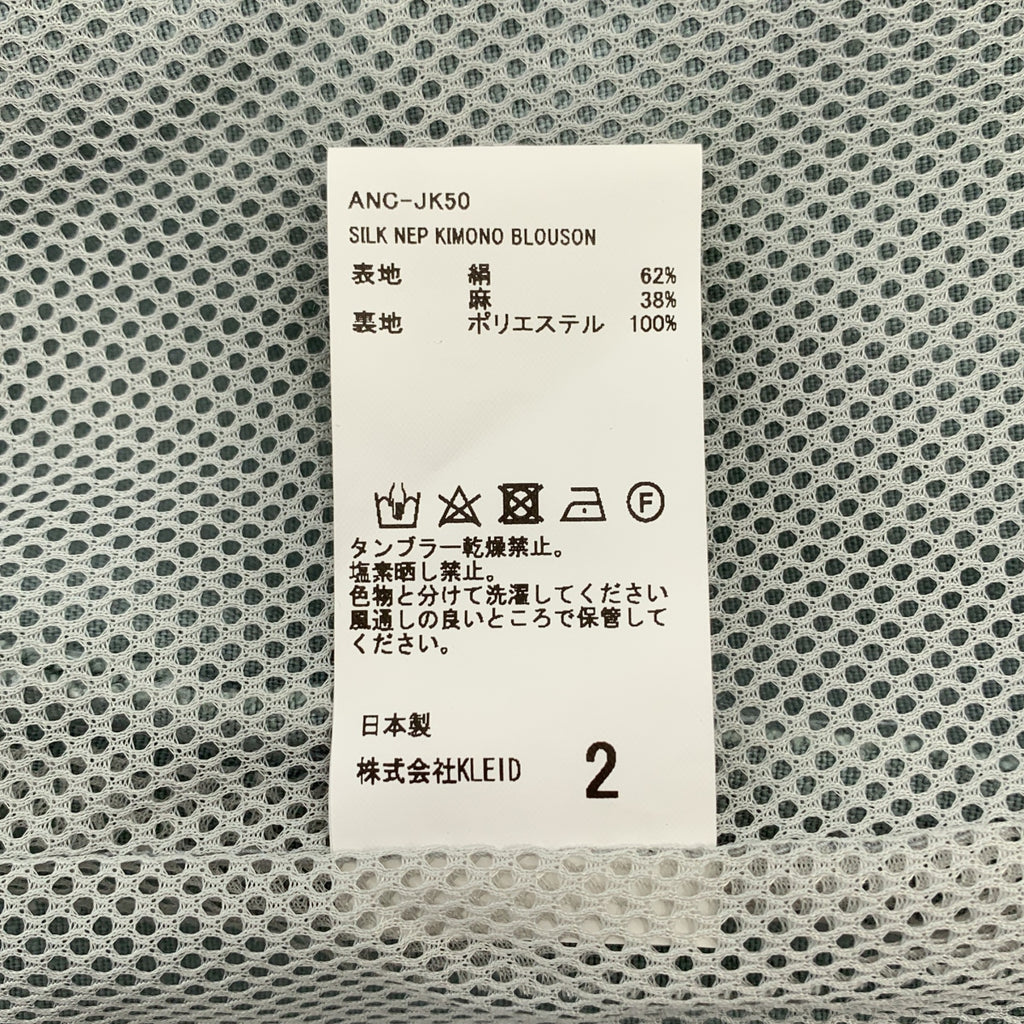 ANC-JK50
SILK NEP KIMONO BLOUSON
表地 絹 62%
麻 38%
裏地 ポリエステル 100%
F
タンブラー乾燥禁止。
塩素晒し禁止。
色物と分けて洗濯してください
風通しの良いところで保管して
ください。
日本製
株式会社KLEID 2